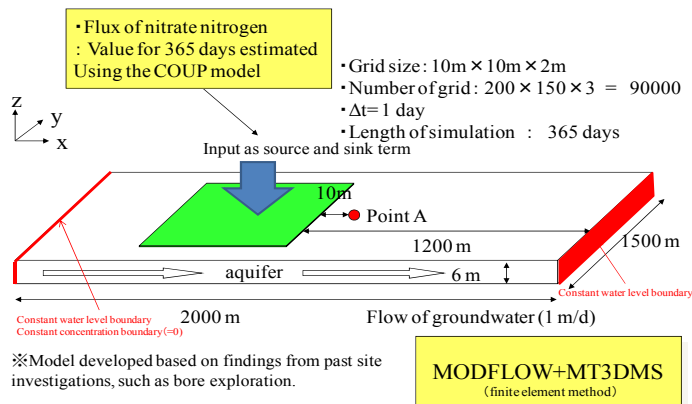 ・Flux of nitrate nitrogen
: Value for 365 days estimated
Using the COUP model
・Grid size : 10m × 10m × 2m
・Number of grid : 200 × 150 × 3 = 90000
・Δt= 1 day
・Length of simulation : 365 days
z
y
x
Input as source and sink term
10m
Point A
1200 m
1500 m
aquifer
6 m
Constant water level boundary
Constant water level boundary
Constant concentration boundary(=0)
2000 m
Flow of groundwater (1 m/d)
※Model developed based on findings from past site
investigations, such as bore exploration.
MODFLOW+MT3DMS
(finite element method)